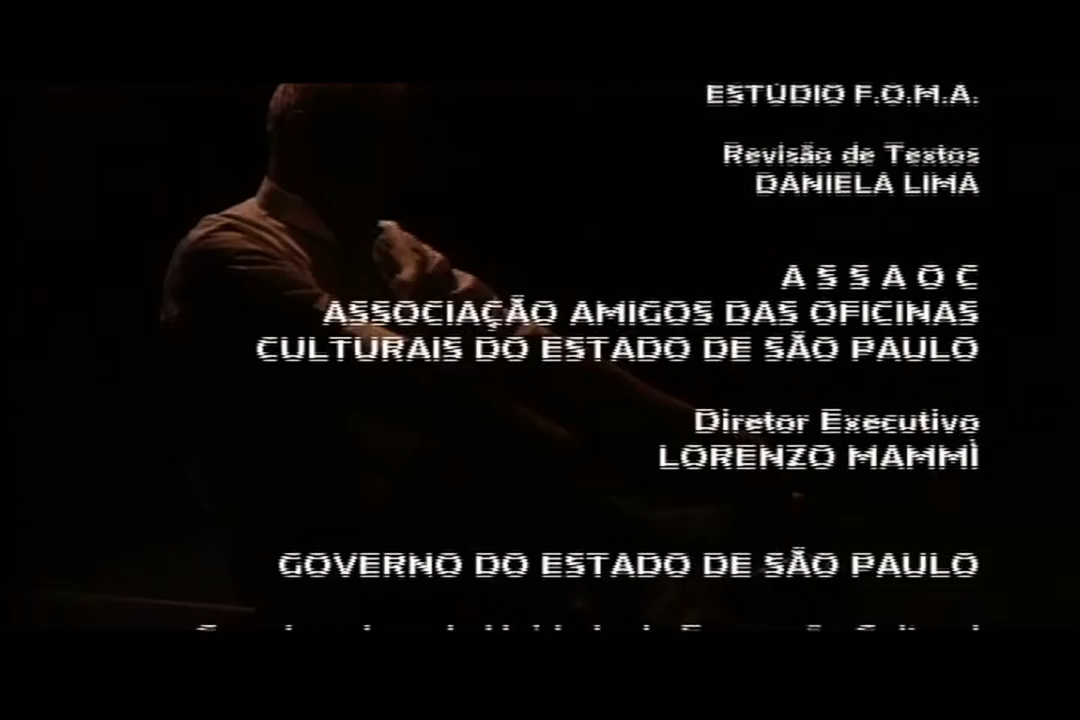 ESTÚDIO F.O.M.A.
Revisão de Textos
DANIELA LIMA
A S S A O C
ASSOCIAÇÃO AMIGOS DAS OFICINAS
CULTURAIS DO ESTADO DE SÃO PAULO
Diretor Executivo
LORENZO MAMMÌ
GOVERNO DO ESTADO DE SÃO PAULO